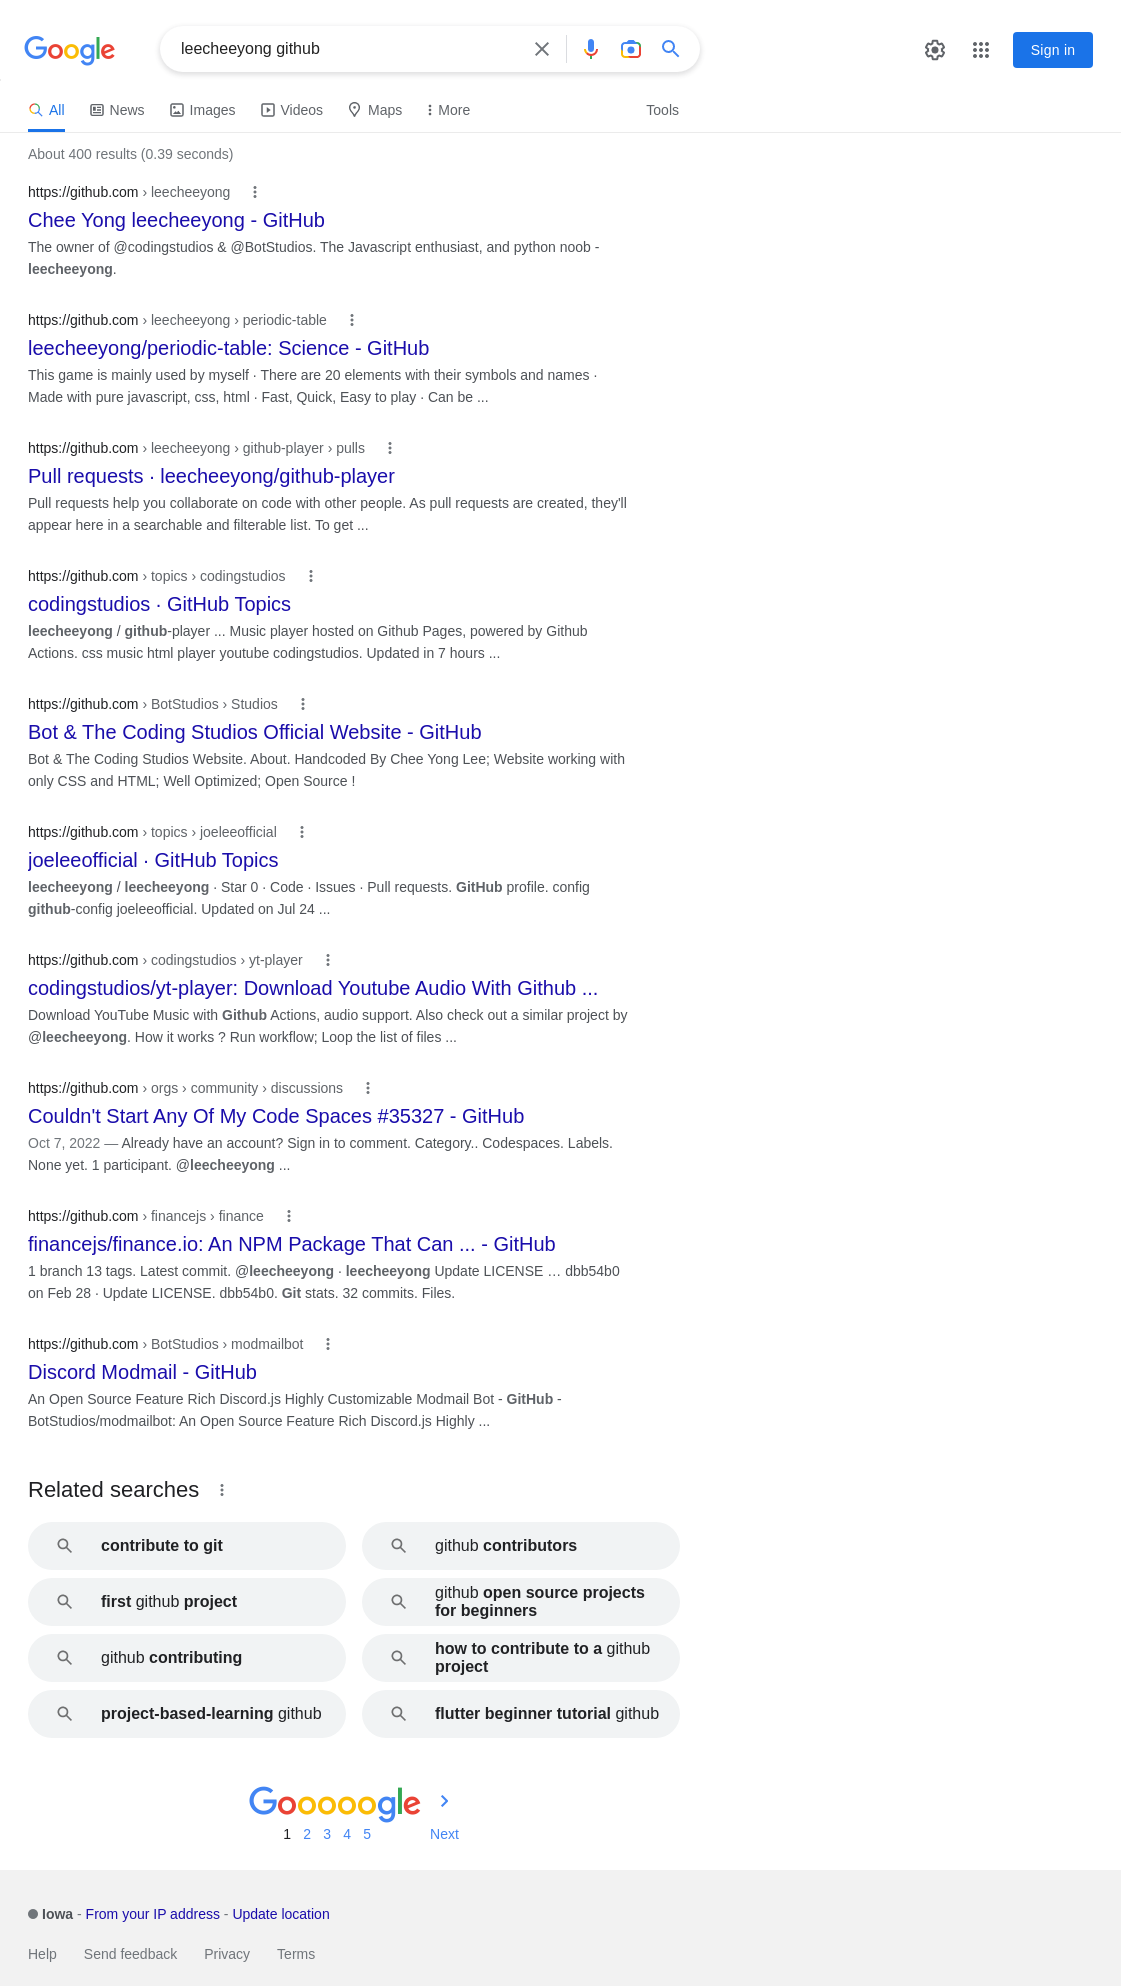 Google
leecheeyong github
Sign in
All
News
Images
Videos
Maps
More
Tools
About 400 results (0.39 seconds)
https://github.com › leecheeyong
Chee Yong leecheeyong - GitHub
The owner of @codingstudios & @BotStudios. The Javascript enthusiast, and python noob -
leecheeyong.
https://github.com › leecheeyong › periodic-table
leecheeyong/periodic-table: Science - GitHub
This game is mainly used by myself · There are 20 elements with their symbols and names ·
Made with pure javascript, css, html · Fast, Quick, Easy to play · Can be ...
https://github.com › leecheeyong › github-player › pulls
Pull requests · leecheeyong/github-player
Pull requests help you collaborate on code with other people. As pull requests are created, they'll
appear here in a searchable and filterable list. To get ...
https://github.com › topics › codingstudios
codingstudios · GitHub Topics
leecheeyong / github-player ... Music player hosted on Github Pages, powered by Github
Actions. css music html player youtube codingstudios. Updated in 7 hours ...
https://github.com › BotStudios › Studios
Bot & The Coding Studios Official Website - GitHub
Bot & The Coding Studios Website. About. Handcoded By Chee Yong Lee; Website working with
only CSS and HTML; Well Optimized; Open Source !
https://github.com › topics › joeleeofficial
joeleeofficial · GitHub Topics
leecheeyong / leecheeyong · Star 0 · Code · Issues · Pull requests. GitHub profile. config
github-config joeleeofficial. Updated on Jul 24 ...
https://github.com › codingstudios › yt-player
codingstudios/yt-player: Download Youtube Audio With Github ...
Download YouTube Music with Github Actions, audio support. Also check out a similar project by
@leecheeyong. How it works ? Run workflow; Loop the list of files ...
https://github.com › orgs › community › discussions
Couldn't Start Any Of My Code Spaces #35327 - GitHub
Oct 7, 2022 — Already have an account? Sign in to comment. Category.. Codespaces. Labels.
None yet. 1 participant. @leecheeyong ...
https://github.com › financejs › finance
financejs/finance.io: An NPM Package That Can ... - GitHub
1 branch 13 tags. Latest commit. @leecheeyong · leecheeyong Update LICENSE … dbb54b0
on Feb 28 · Update LICENSE. dbb54b0. Git stats. 32 commits. Files.
https://github.com › BotStudios › modmailbot
Discord Modmail - GitHub
An Open Source Feature Rich Discord.js Highly Customizable Modmail Bot - GitHub -
BotStudios/modmailbot: An Open Source Feature Rich Discord.js Highly ...
Related searches
contribute to git
github contributors
first github project
github open source projects
for beginners
github contributing
how to contribute to a github
project
project-based-learning github
flutter beginner tutorial github
Gooooogle
1 2 3 4 5 Next
Iowa - From your IP address - Update location
Help Send feedback Privacy Terms